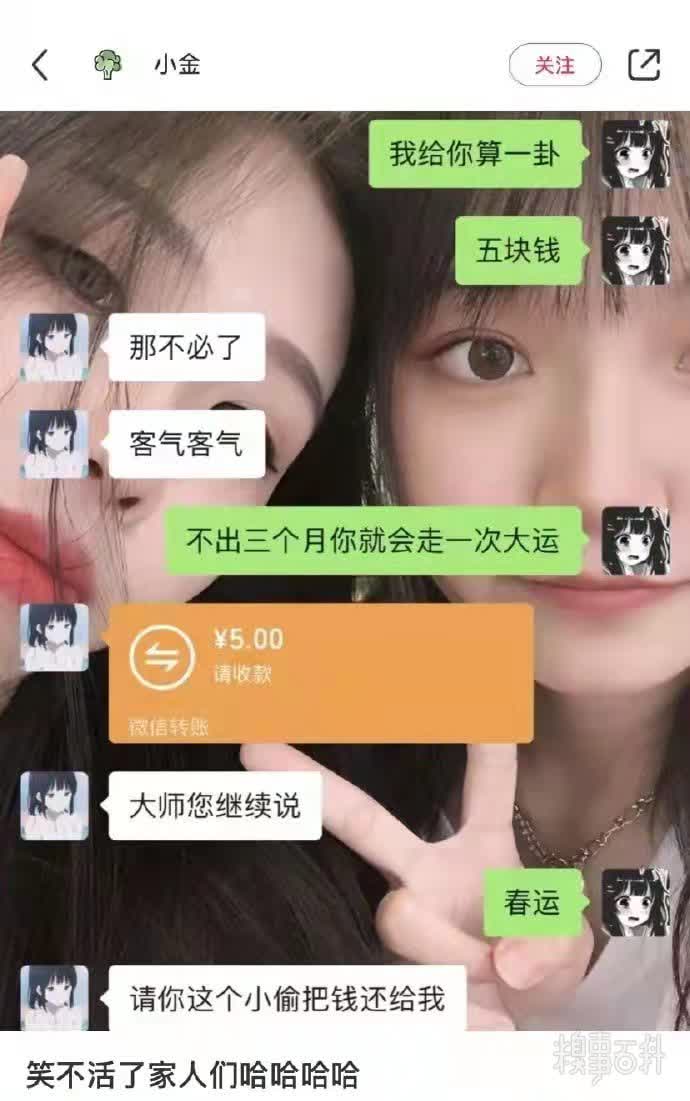 小金
关注
我给你算一卦
五块钱
那不必了
客气客气
不出三个月你就会走一次大运
¥5.00
请收款
微信转账
大师您继续说
春运
请你这个小偷把钱还给我
笑不活了家人们哈哈哈哈
糗事百科